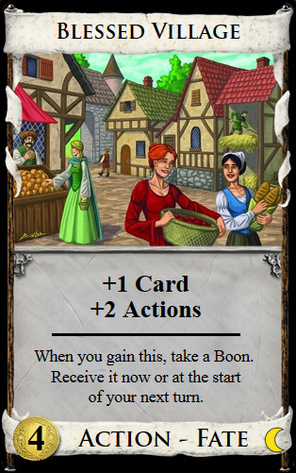 BLESSED VILLAGE
+1 Card
+2 Actions
When you gain this, take a Boon.
Receive it now or at the start
of your next turn.
4 ACTION - FATE